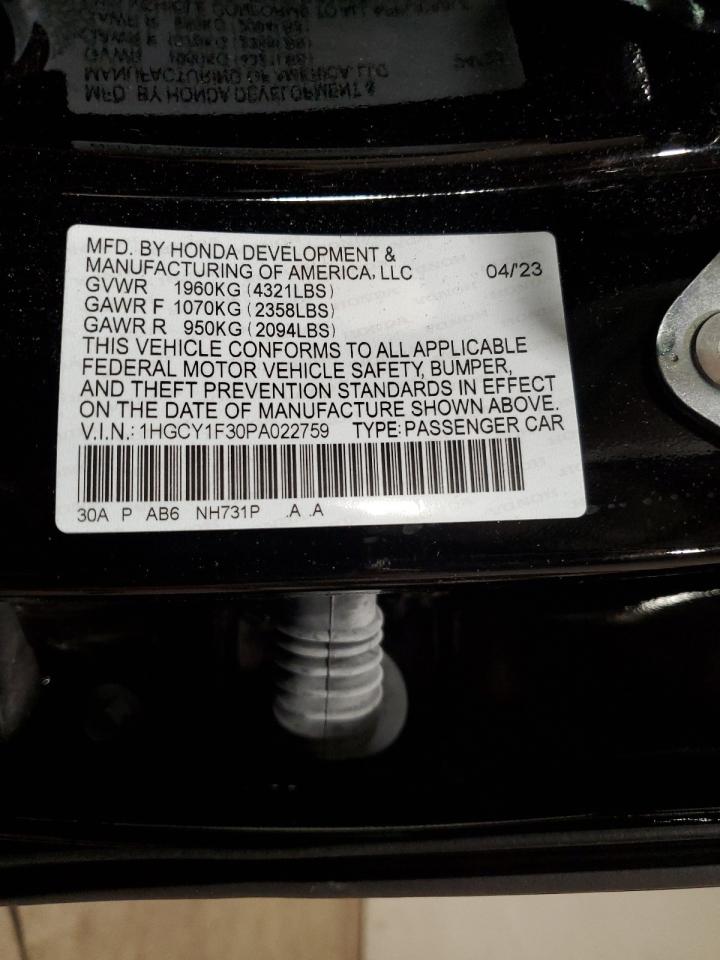 MFD. BY HONDA DEVELOPMENT &
MANUFACTURING OF AMERICA, LLC 04/'23
GVWR 1960KG (4321LBS)
GAWR F 1070KG (2358LBS)
GAWR R 950KG (2094LBS)
THIS VEHICLE CONFORMS TO ALL APPLICABLE
FEDERAL MOTOR VEHICLE SAFETY, BUMPER,
AND THEFT PREVENTION STANDARDS IN EFFECT
ON THE DATE OF MANUFACTURE SHOWN ABOVE.
V.I.N.: 1HGCY1F30PA022759 TYPE: PASSENGER CAR
30A P AB6 NH731P .A .A